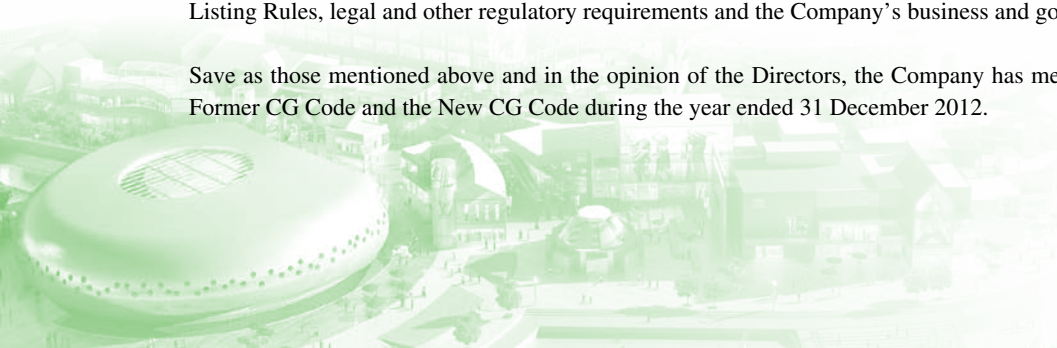 Listing Rules, legal and other regulatory requirements and the Company's business and go
Save as those mentioned above and in the opinion of the Directors, the Company has me
Former CG Code and the New CG Code during the year ended 31 December 2012.